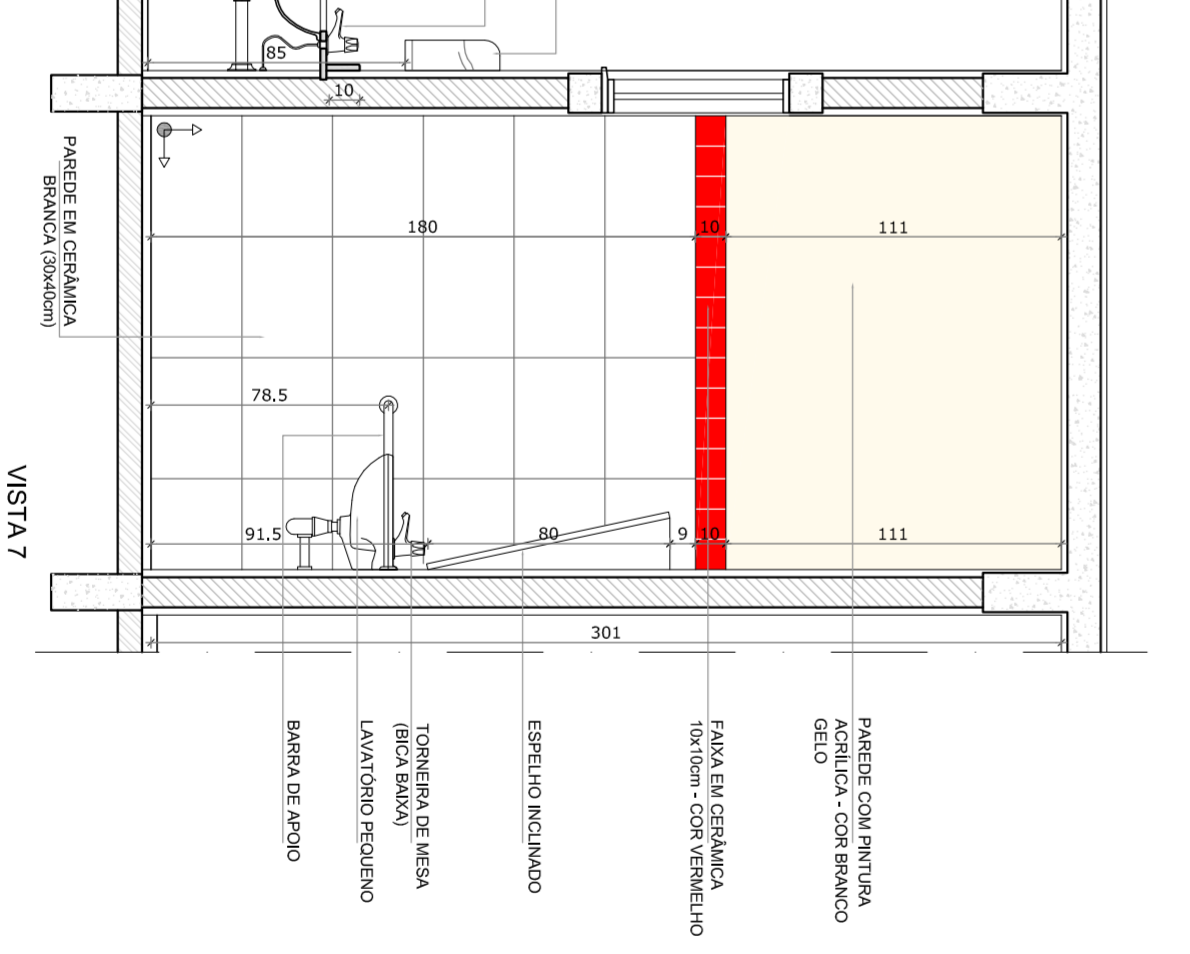 85
10
PAREDE EM CERÂMICA
BRANCA (30x40cm)
180
10
111
78.5
91.5
80
9
10
111
301
VISTA 7
BARRA DE APOIO
LAVATÓRIO PEQUENO
TORNEIRA DE MESA
(BICA BAIXA)
ESPELHO INCLINADO
FAIXA EM CERÂMICA
10x10cm - COR VERMELHO
PAREDE COM PINTURA
ACRÍLICA - COR BRANCO
GELO